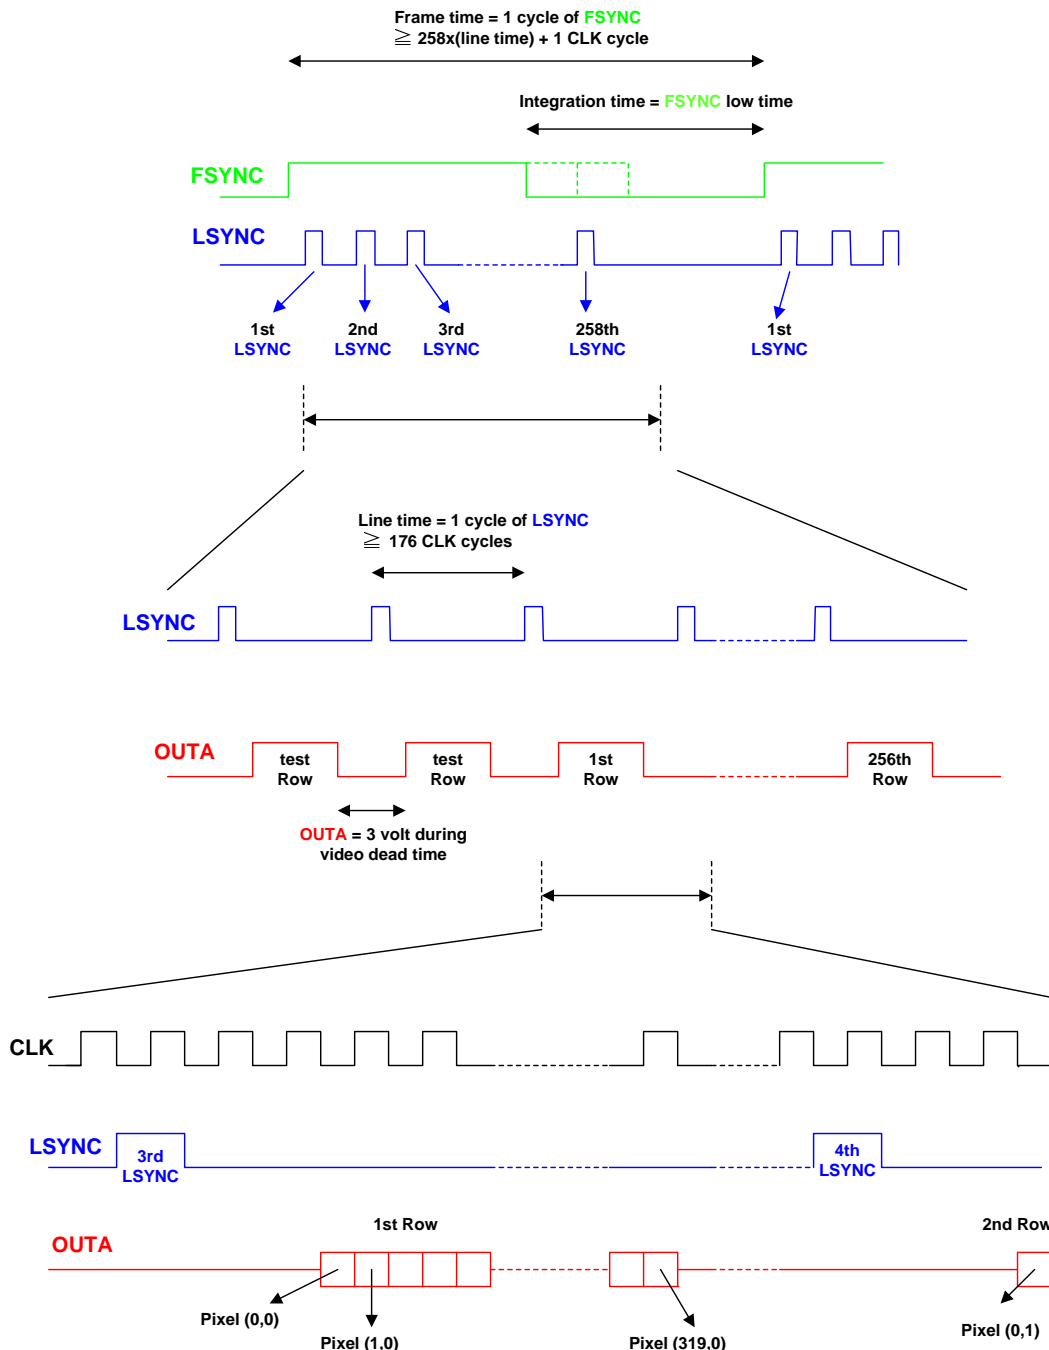 Frame time = 1 cycle of FSYNC
≧ 258x(line time) + 1 CLK cycle
Integration time = FSYNC low time
FSYNC
LSYNC
1st
LSYNC
2nd
LSYNC
3rd
LSYNC
258th
LSYNC
1st
LSYNC
Line time = 1 cycle of LSYNC
≧ 176 CLK cycles
LSYNC
OUTA
test
Row
test
Row
1st
Row
256th
Row
OUTA = 3 volt during
video dead time
CLK
LSYNC
3rd
LSYNC
4th
LSYNC
1st Row
2nd Row
OUTA
Pixel (0,0)
Pixel (1,0)
Pixel (319,0)
Pixel (0,1)